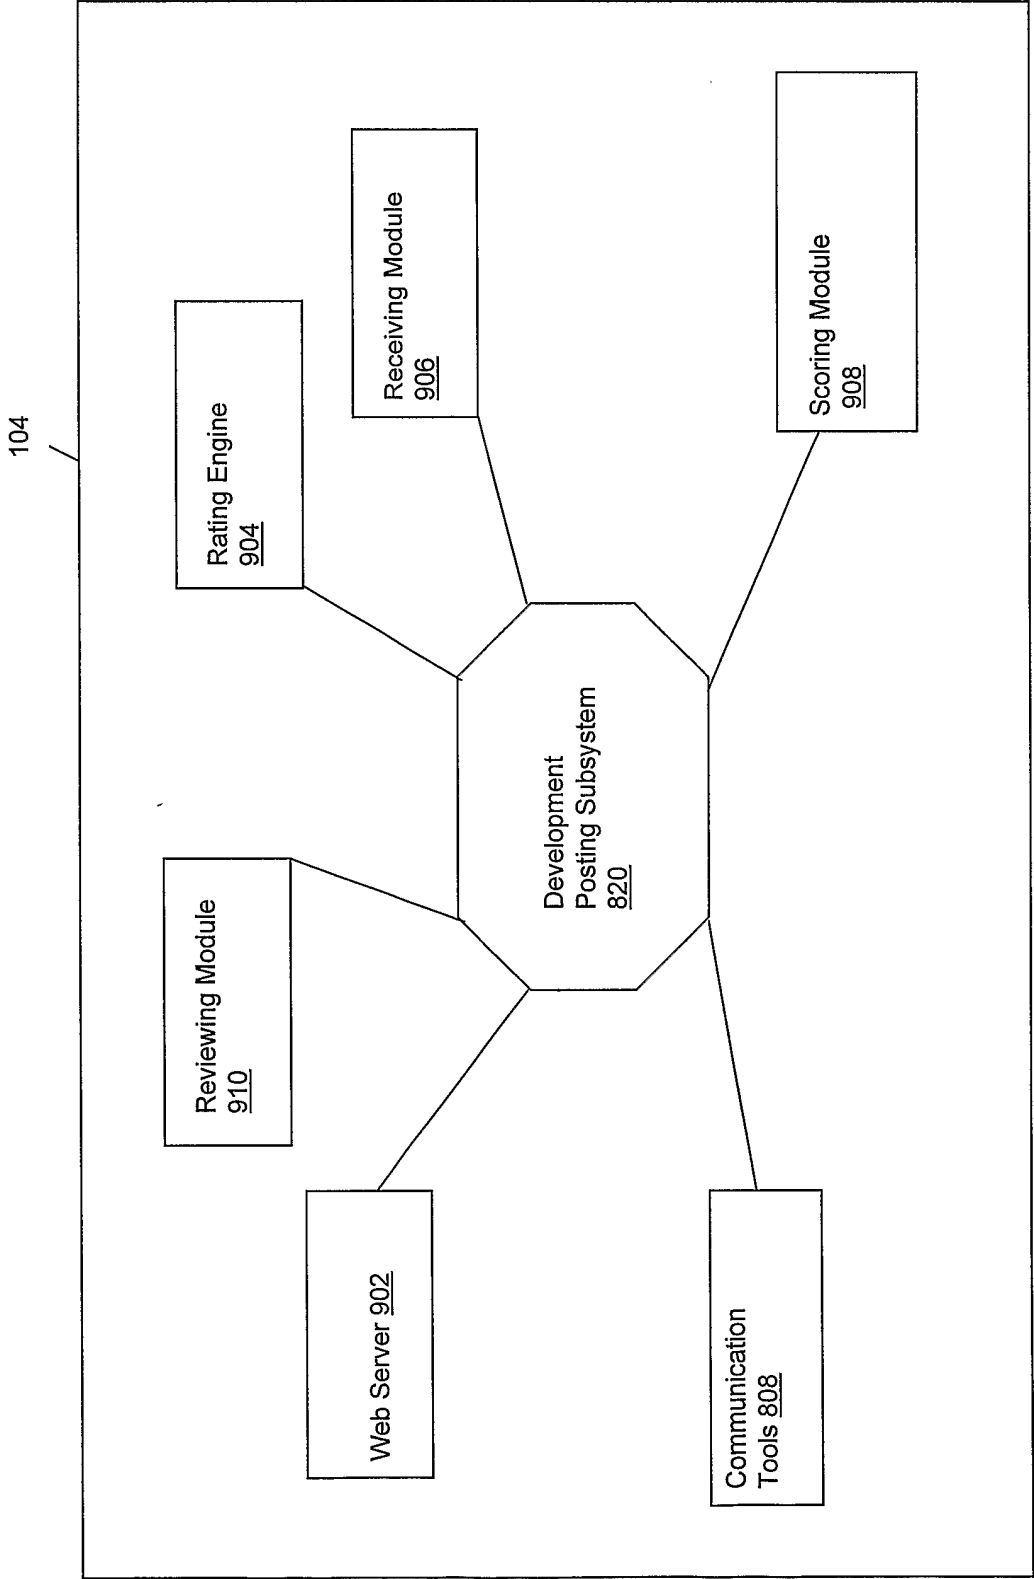 104
Reviewing Module
910
Rating Engine
904
Web Server 902
Receiving Module
906
Development
Posting Subsystem
820
Communication
Tools 808
Scoring Module
908